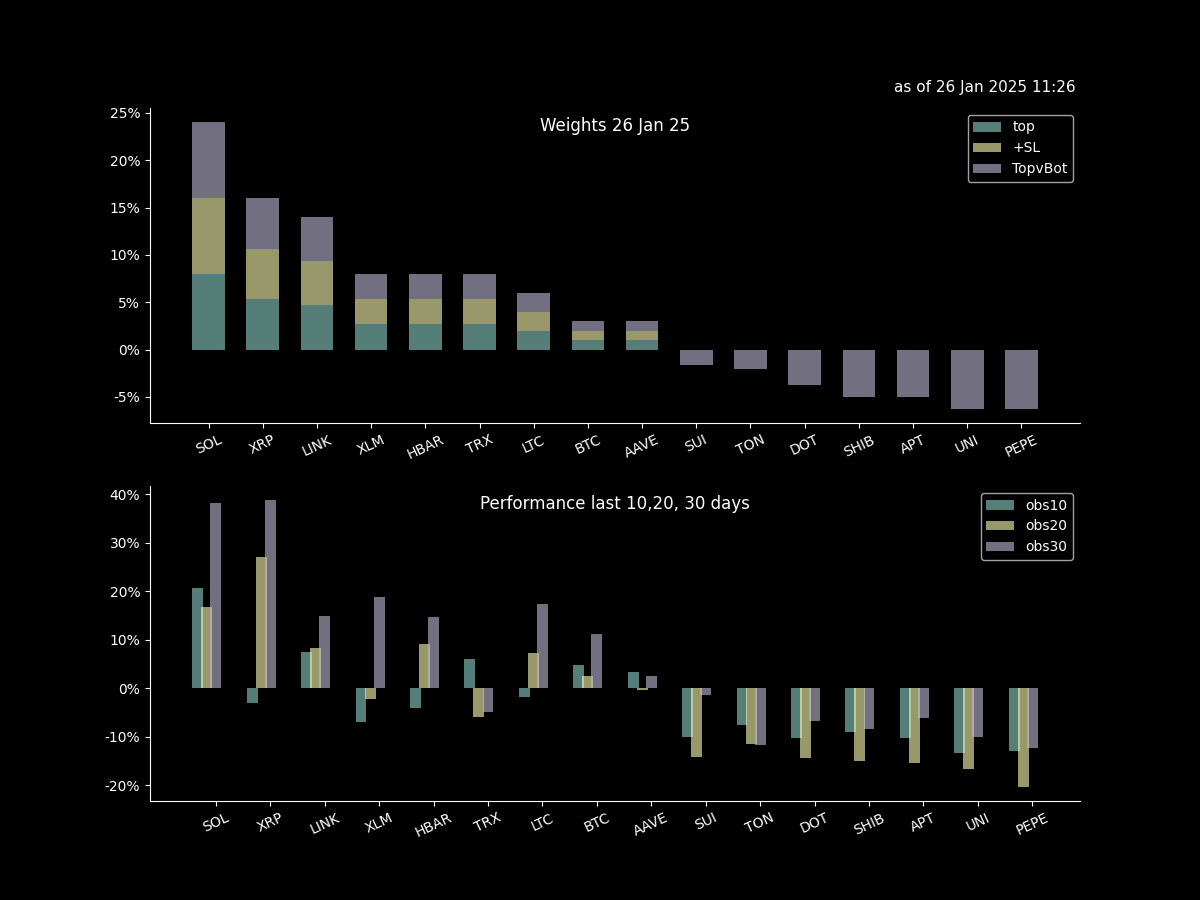 as of 26 Jan 2025 11:26
Weights 26 Jan 25
top
+SL
TopvBot
25%
20%
15%
10%
5%
0%
-5%
SOL XRP LINK XLM HBAR TRX LTC BTC AAVE SUI TON DOT SHIB APT UNI PEPE
Performance last 10,20, 30 days
obs10
obs20
obs30
40%
30%
20%
10%
0%
-10%
-20%
SOL XRP LINK XLM HBAR TRX LTC BTC AAVE SUI TON DOT SHIB APT UNI PEPE